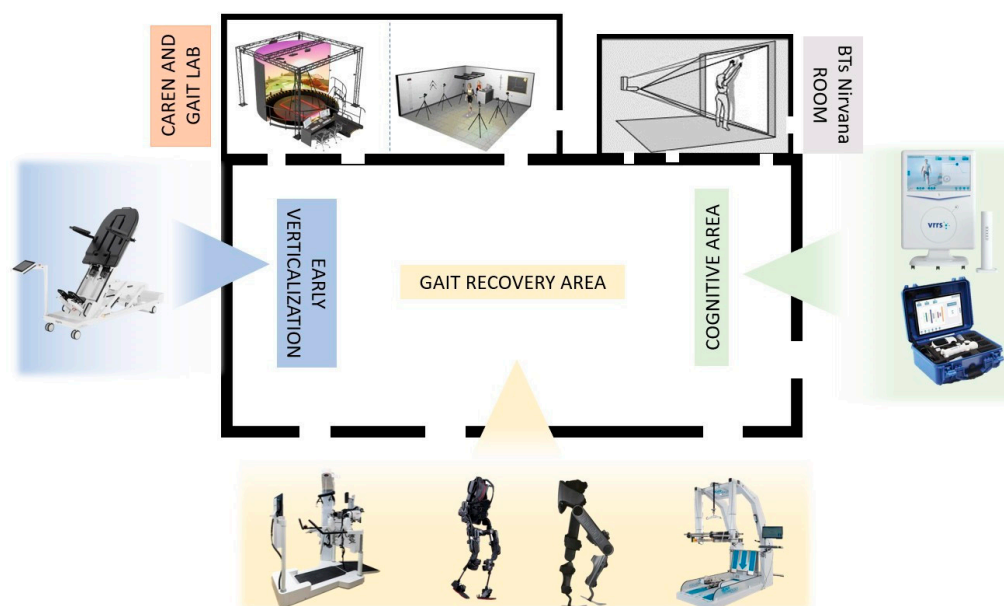 CAREN AND
GAIT LAB
BTs Nirvana
ROOM
EARLY
VERTICALIZATION
GAIT RECOVERY AREA
COGNITIVE AREA
VRRS